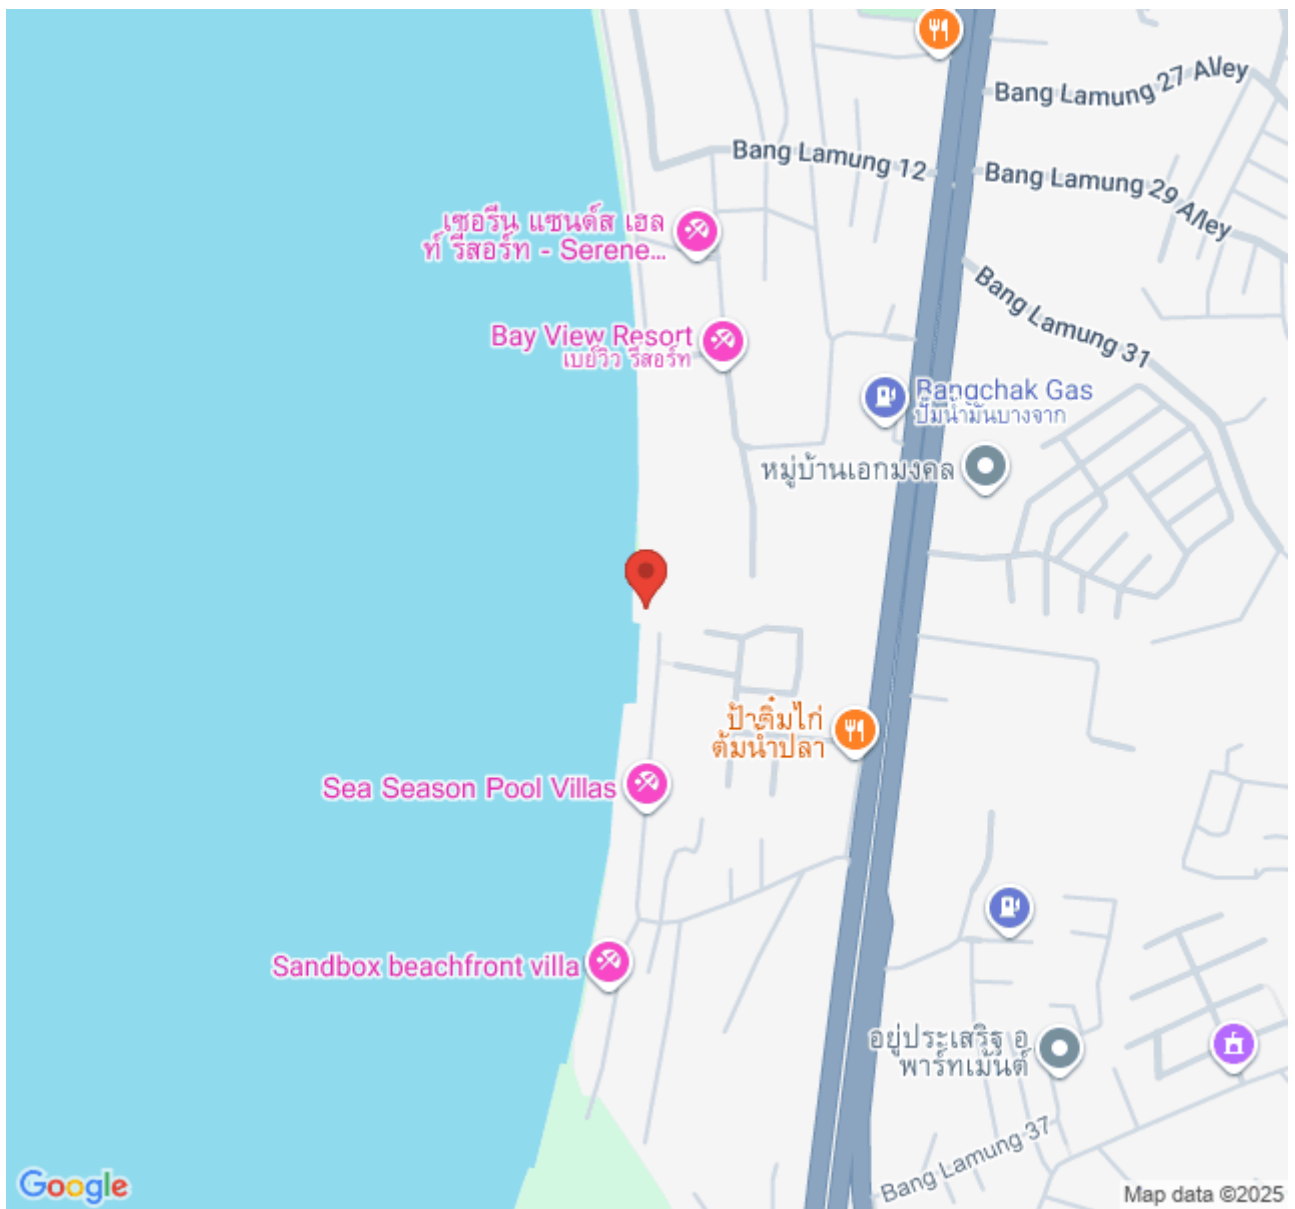 Bang Lamung 27 Alley
Bang Lamung 12
Bang Lamung 29 Alley
เซอรีน แซนด์ส เฮล
ท์ รีสอร์ท - Serene...
Bang Lamung 31
Bay View Resort
เบย์วิว รีสอร์ท
Bangchak Gas
ปั๊มน้ำมันบางจาก
หมู่บ้านเอกมงคล
ป้าติ๋มไก่
ต้มน้ำปลา
Sea Season Pool Villas
Sandbox beachfront villa
อยู่ประเสริฐ อ
พาร์ทเม้นต์
Bang Lamung 37
Google
Map data ©2025